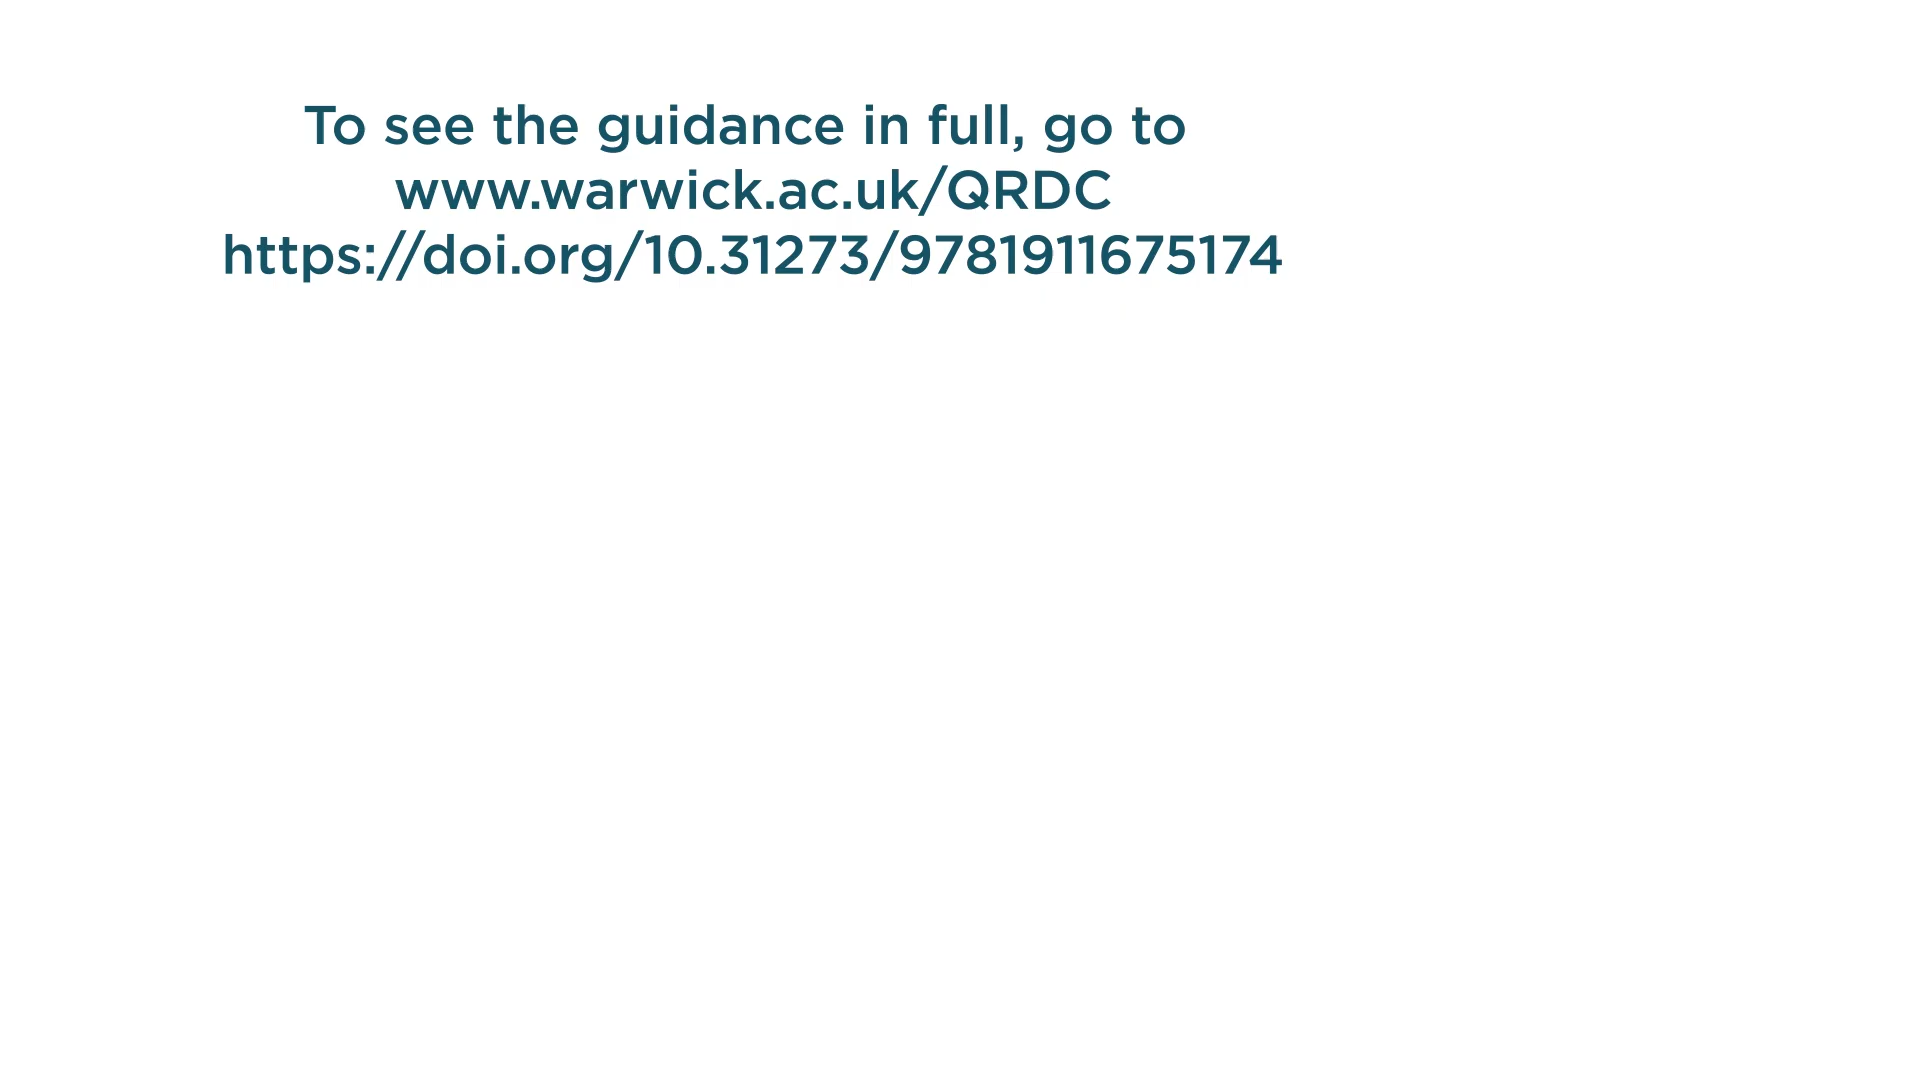 To see the guidance in full, go to
www.warwick.ac.uk/QRDC
https://doi.org/10.31273/9781911675174